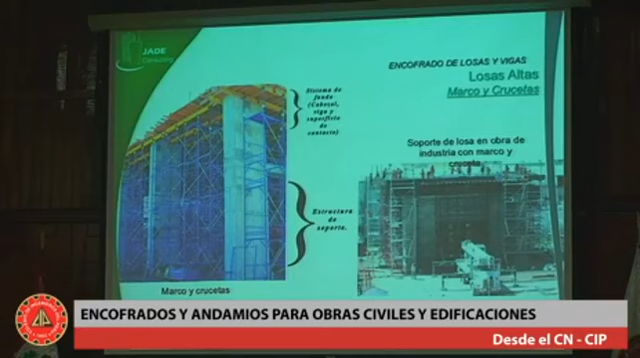 JADE
Consulting
ENCOFRADO DE LOSAS Y VIGAS
Losas Altas
Marco y Crucetas
Sistema de
fondo
(Cabezal,
viga y
superficie
de
contacto)
Soporte de losa en obra de
industria con marco y
cruceta
Estructura
de
soporte.
Marco y crucetas
ENCOFRADOS Y ANDAMIOS PARA OBRAS CIVILES Y EDIFICACIONES
Desde el CN - CIP